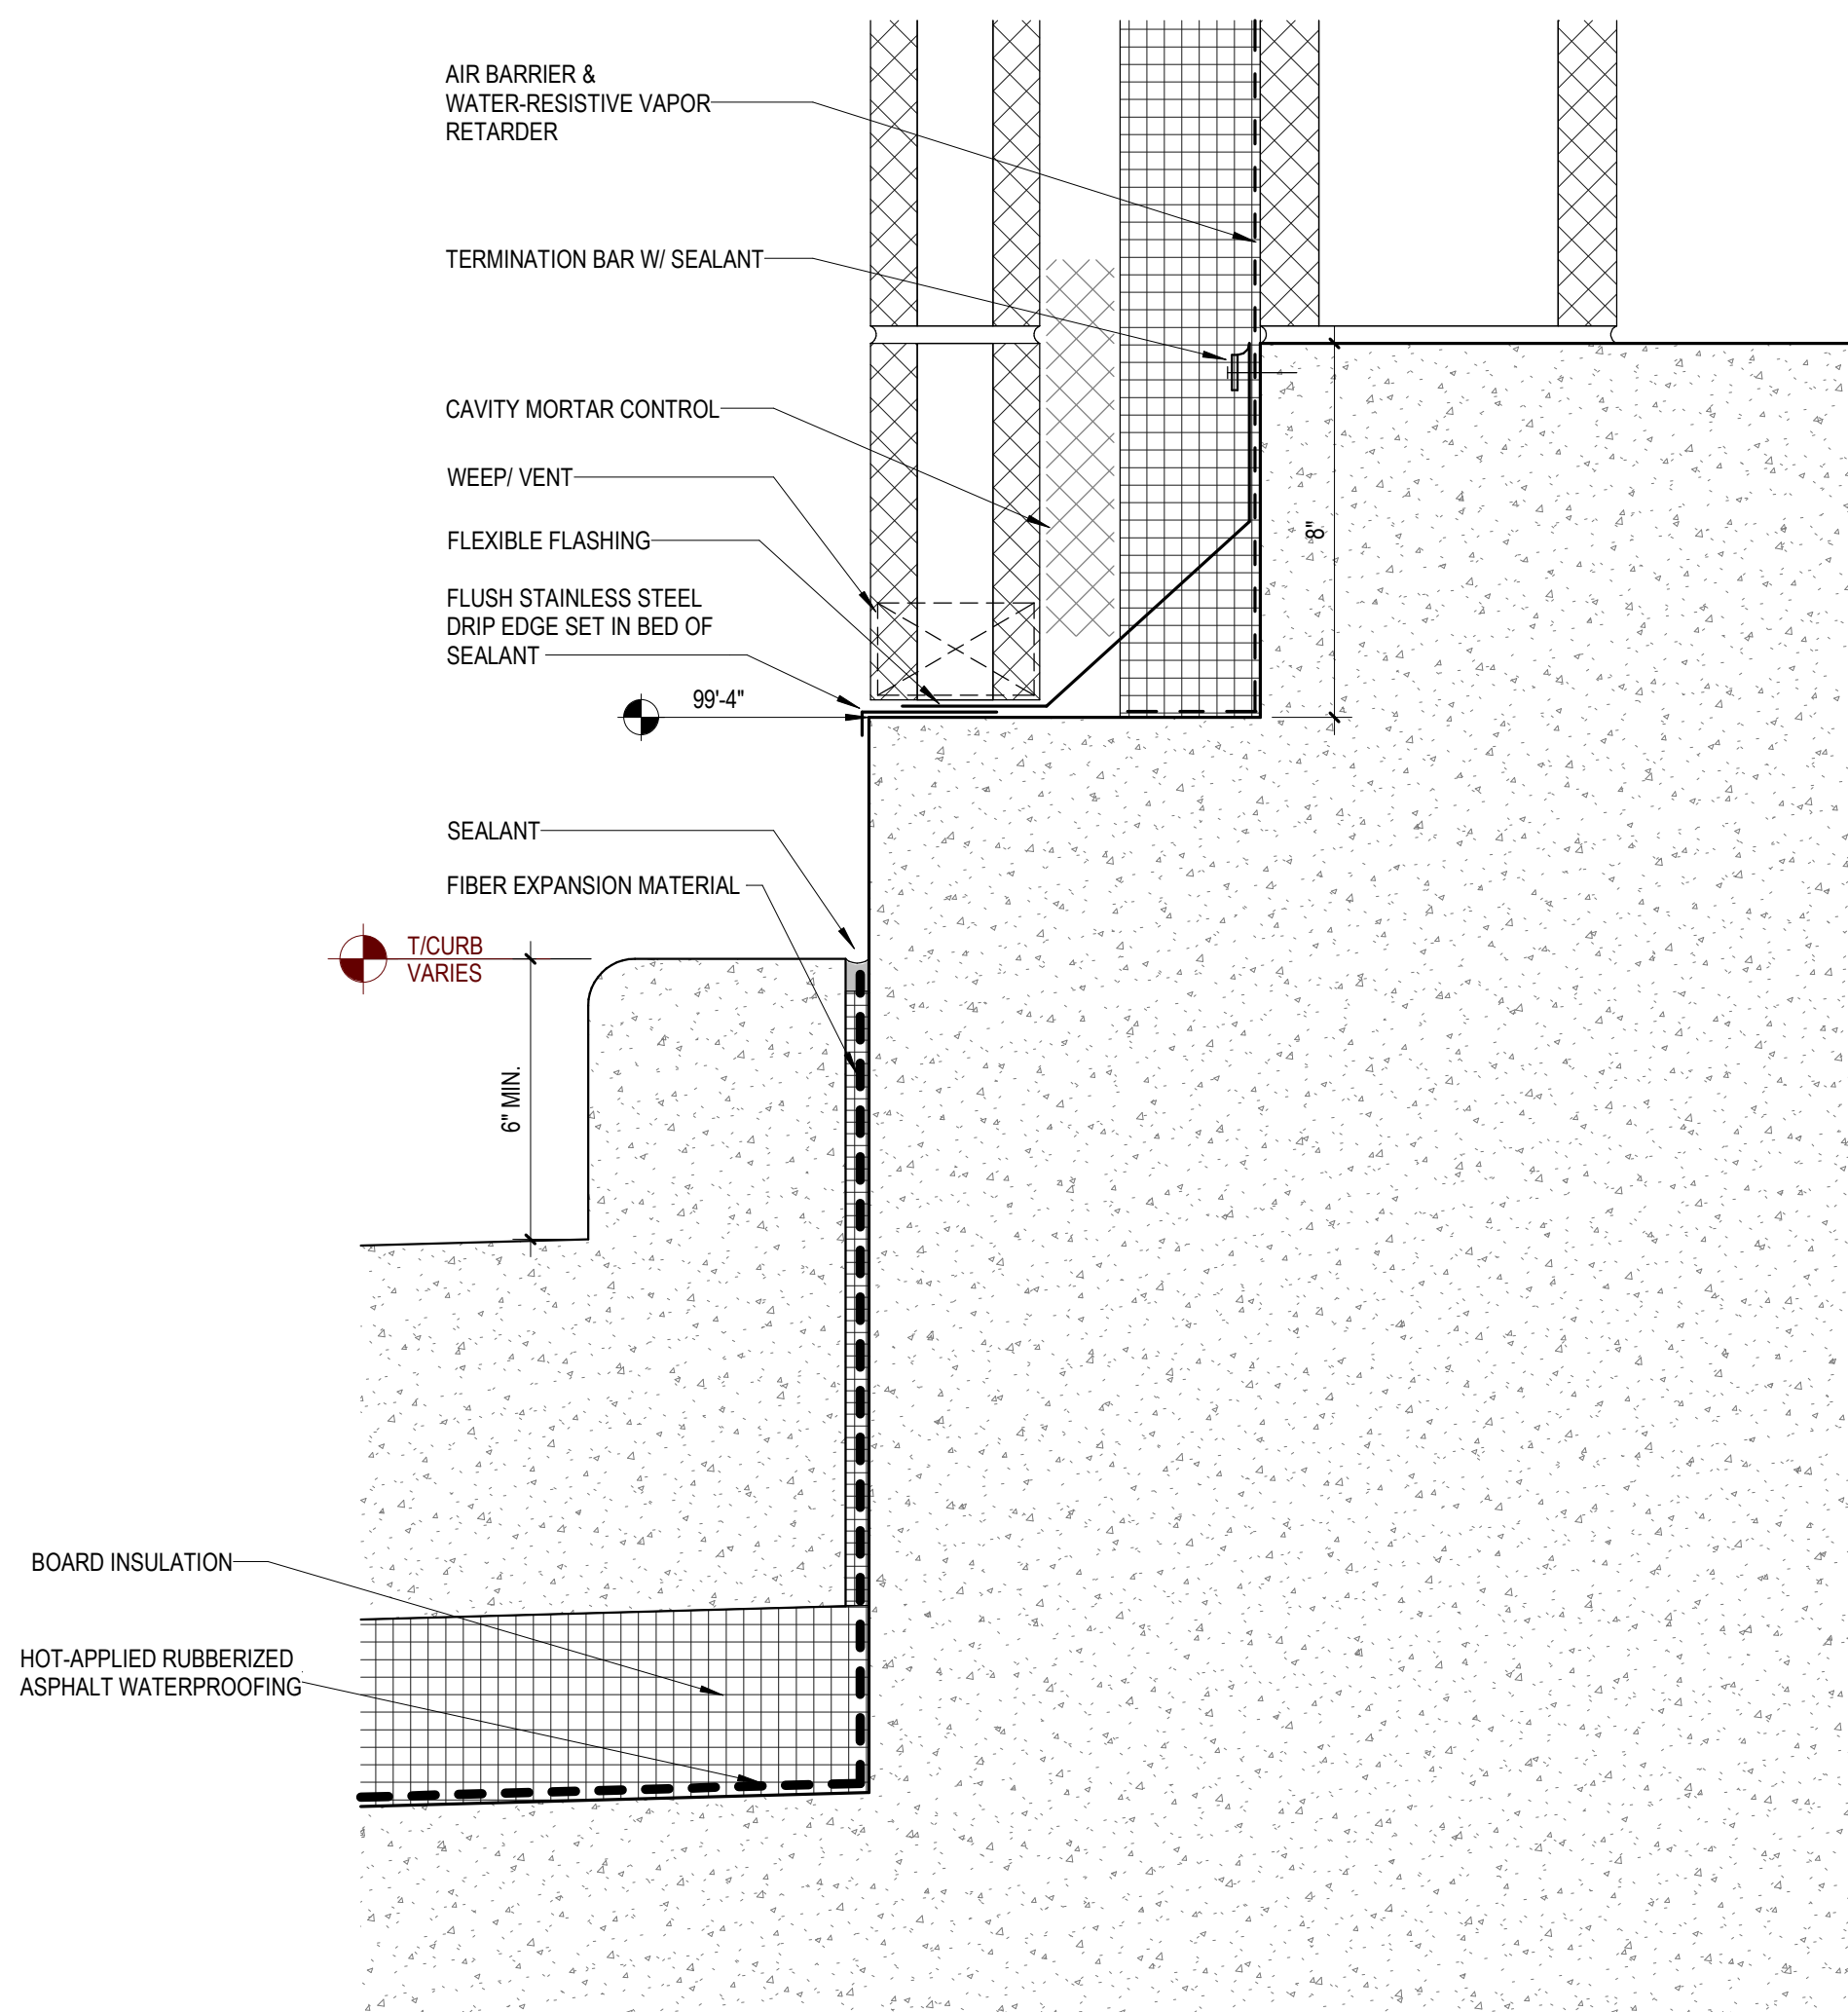 AIR BARRIER &
WATER-RESISTIVE VAPOR
RETARDER
TERMINATION BAR W/ SEALANT
CAVITY MORTAR CONTROL
WEEP/ VENT
8"
FLEXIBLE FLASHING
FLUSH STAINLESS STEEL
DRIP EDGE SET IN BED OF
SEALANT
99'-4"
SEALANT
FIBER EXPANSION MATERIAL
T/CURB
VARIES
6" MIN.
BOARD INSULATION
HOT-APPLIED RUBBERIZED
ASPHALT WATERPROOFING